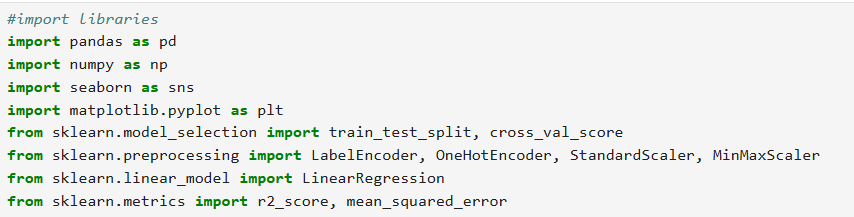 #import libraries
import pandas as pd
import numpy as np
import seaborn as sns
import matplotlib.pyplot as plt
from sklearn.model_selection import train_test_split, cross_val_score
from sklearn.preprocessing import LabelEncoder, OneHotEncoder, StandardScaler, MinMaxScaler
from sklearn.linear_model import LinearRegression
from sklearn.metrics import r2_score, mean_squared_error